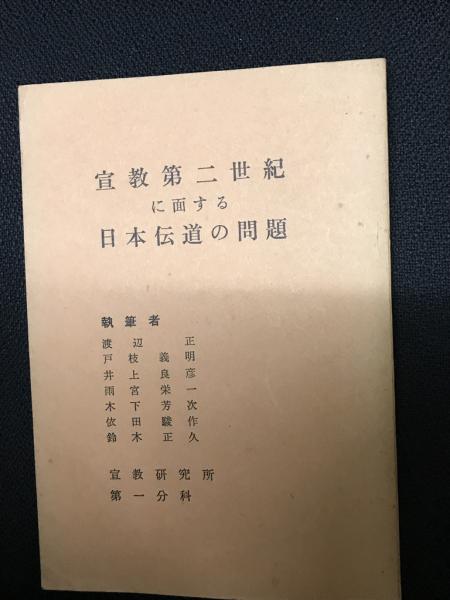 宣教第二世紀
に面する
日本伝道の問題
執筆者
渡辺正
戸枝義明
井上良彦
雨宮栄一
木下芳次
依田駿作
鈴木正久
宣教研究所
第一分科